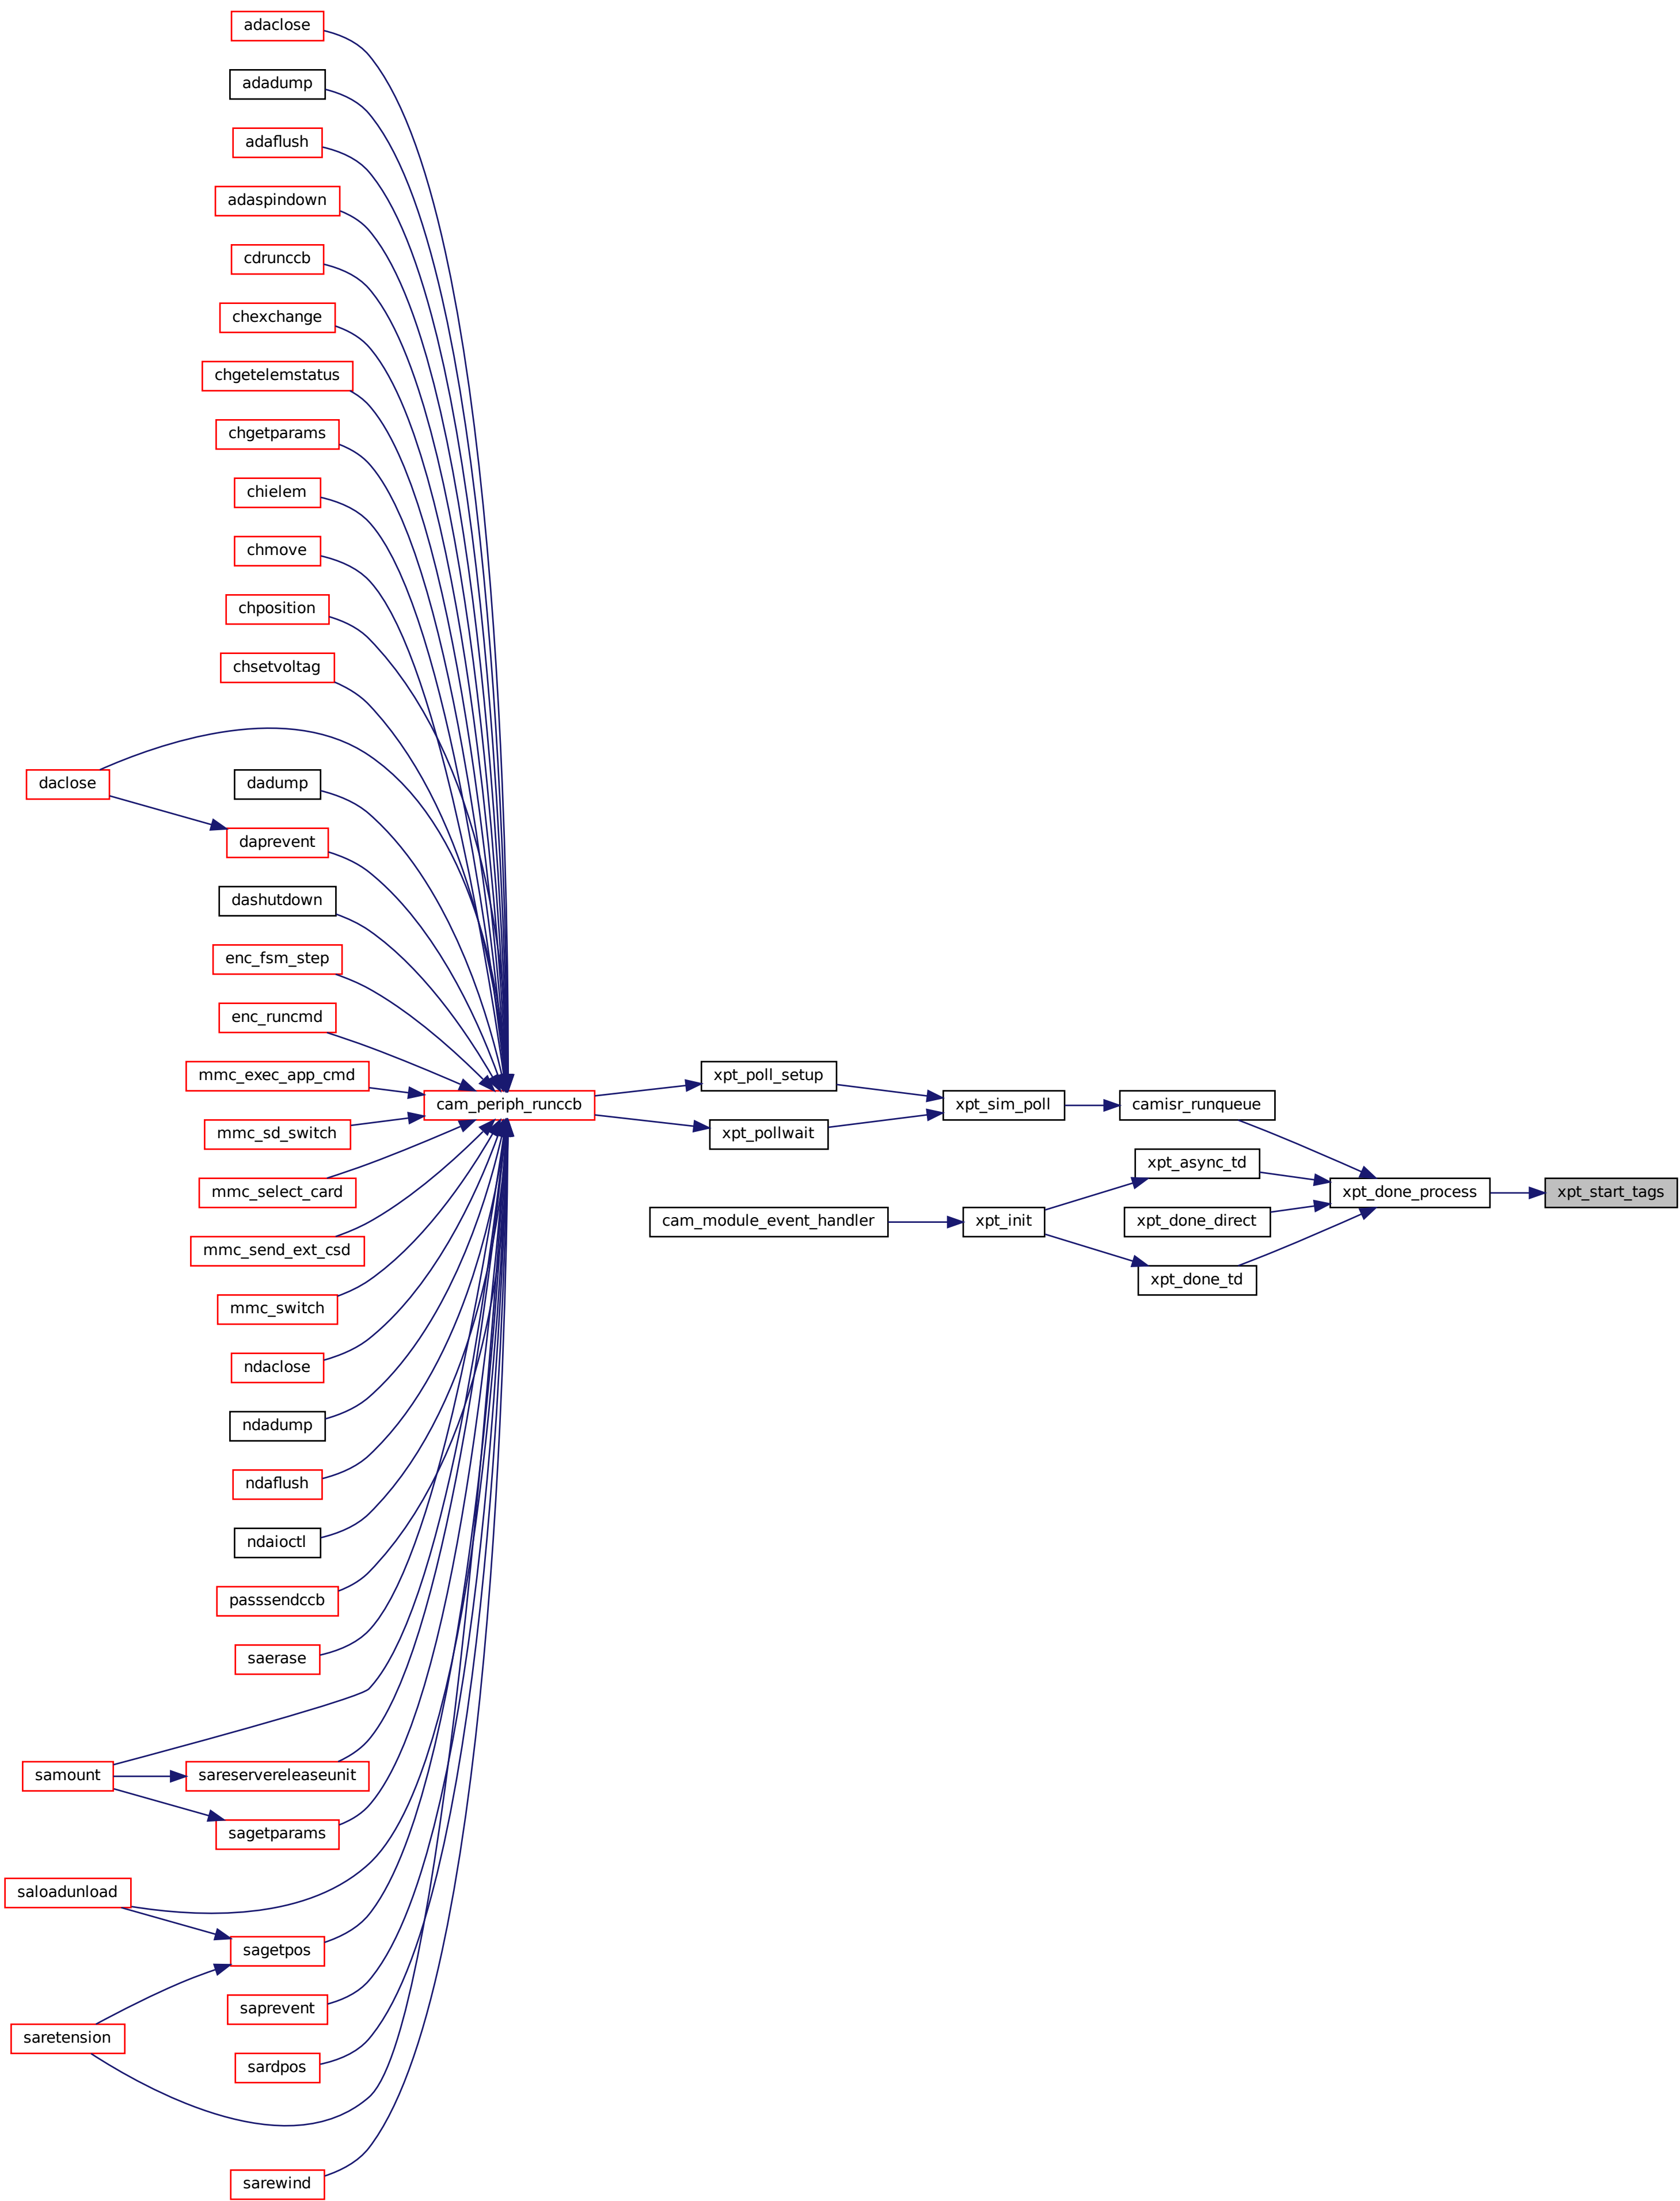 adaclose
adadump
adaflush
adaspindown
cdrunccb
chexchange
chgetelemstatus
chgetparams
chielem
chmove
chposition
chsetvoltag
daclose
dadump
daprevent
dashutdown
enc_fsm_step
enc_runcmd
mmc_exec_app_cmd
mmc_sd_switch
mmc_select_card
mmc_send_ext_csd
mmc_switch
ndaclose
ndadump
ndaflush
ndaioctl
passsendccb
saerase
samount
sareservereleaseunit
sagetparams
saloadunload
sagetpos
saprevent
saretension
sardpos
sarewind
cam_periph_runccb
xpt_poll_setup
xpt_pollwait
cam_module_event_handler
xpt_sim_poll
xpt_init
camisr_runqueue
xpt_async_td
xpt_done_direct
xpt_done_td
xpt_done_process
xpt_start_tags